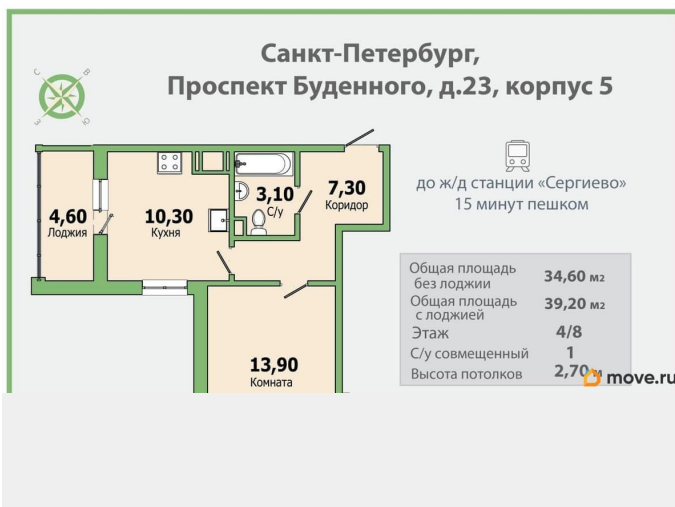 Санкт-Петербург,
Проспект Буденного, д.23, корпус 5
С
В
З
Ю
до ж/д станции «Сергиево»
15 минут пешком
4,60
Лоджия
10,30
Кухня
3,10
С/у
7,30
Коридор
13,90
Комната
Общая площадь
без лоджии 34,60 м2
Общая площадь
с лоджией 39,20 м2
Этаж 4/8
С/у совмещенный 1
Высота потолков 2,70 м
move.ru